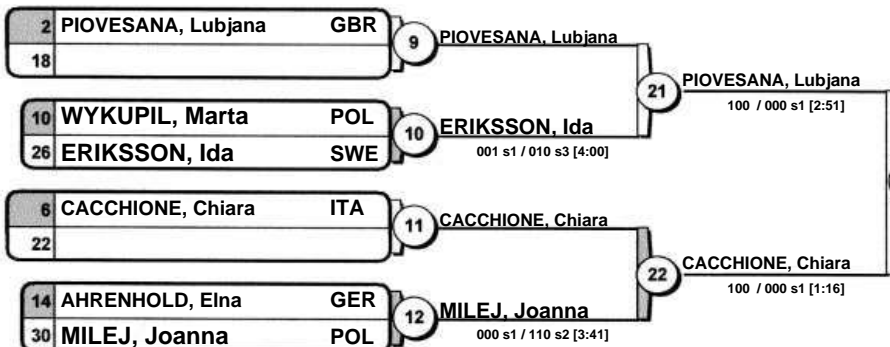 2 PIOVESANA, Lubjana GBR
18
9
PIOVESANA, Lubjana
10 WYKUPIL, Marta POL
26 ERIKSSON, Ida SWE
10
ERIKSSON, Ida
001 s1 / 010 s3 [4:00]
21
PIOVESANA, Lubjana
100 / 000 s1 [2:51]
6 CACCHIONE, Chiara ITA
22
11
CACCHIONE, Chiara
14 AHRENHOLD, Elna GER
30 MILEJ, Joanna POL
12
MILEJ, Joanna
000 s1 / 110 s2 [3:41]
22
CACCHIONE, Chiara
100 / 000 s1 [1:16]